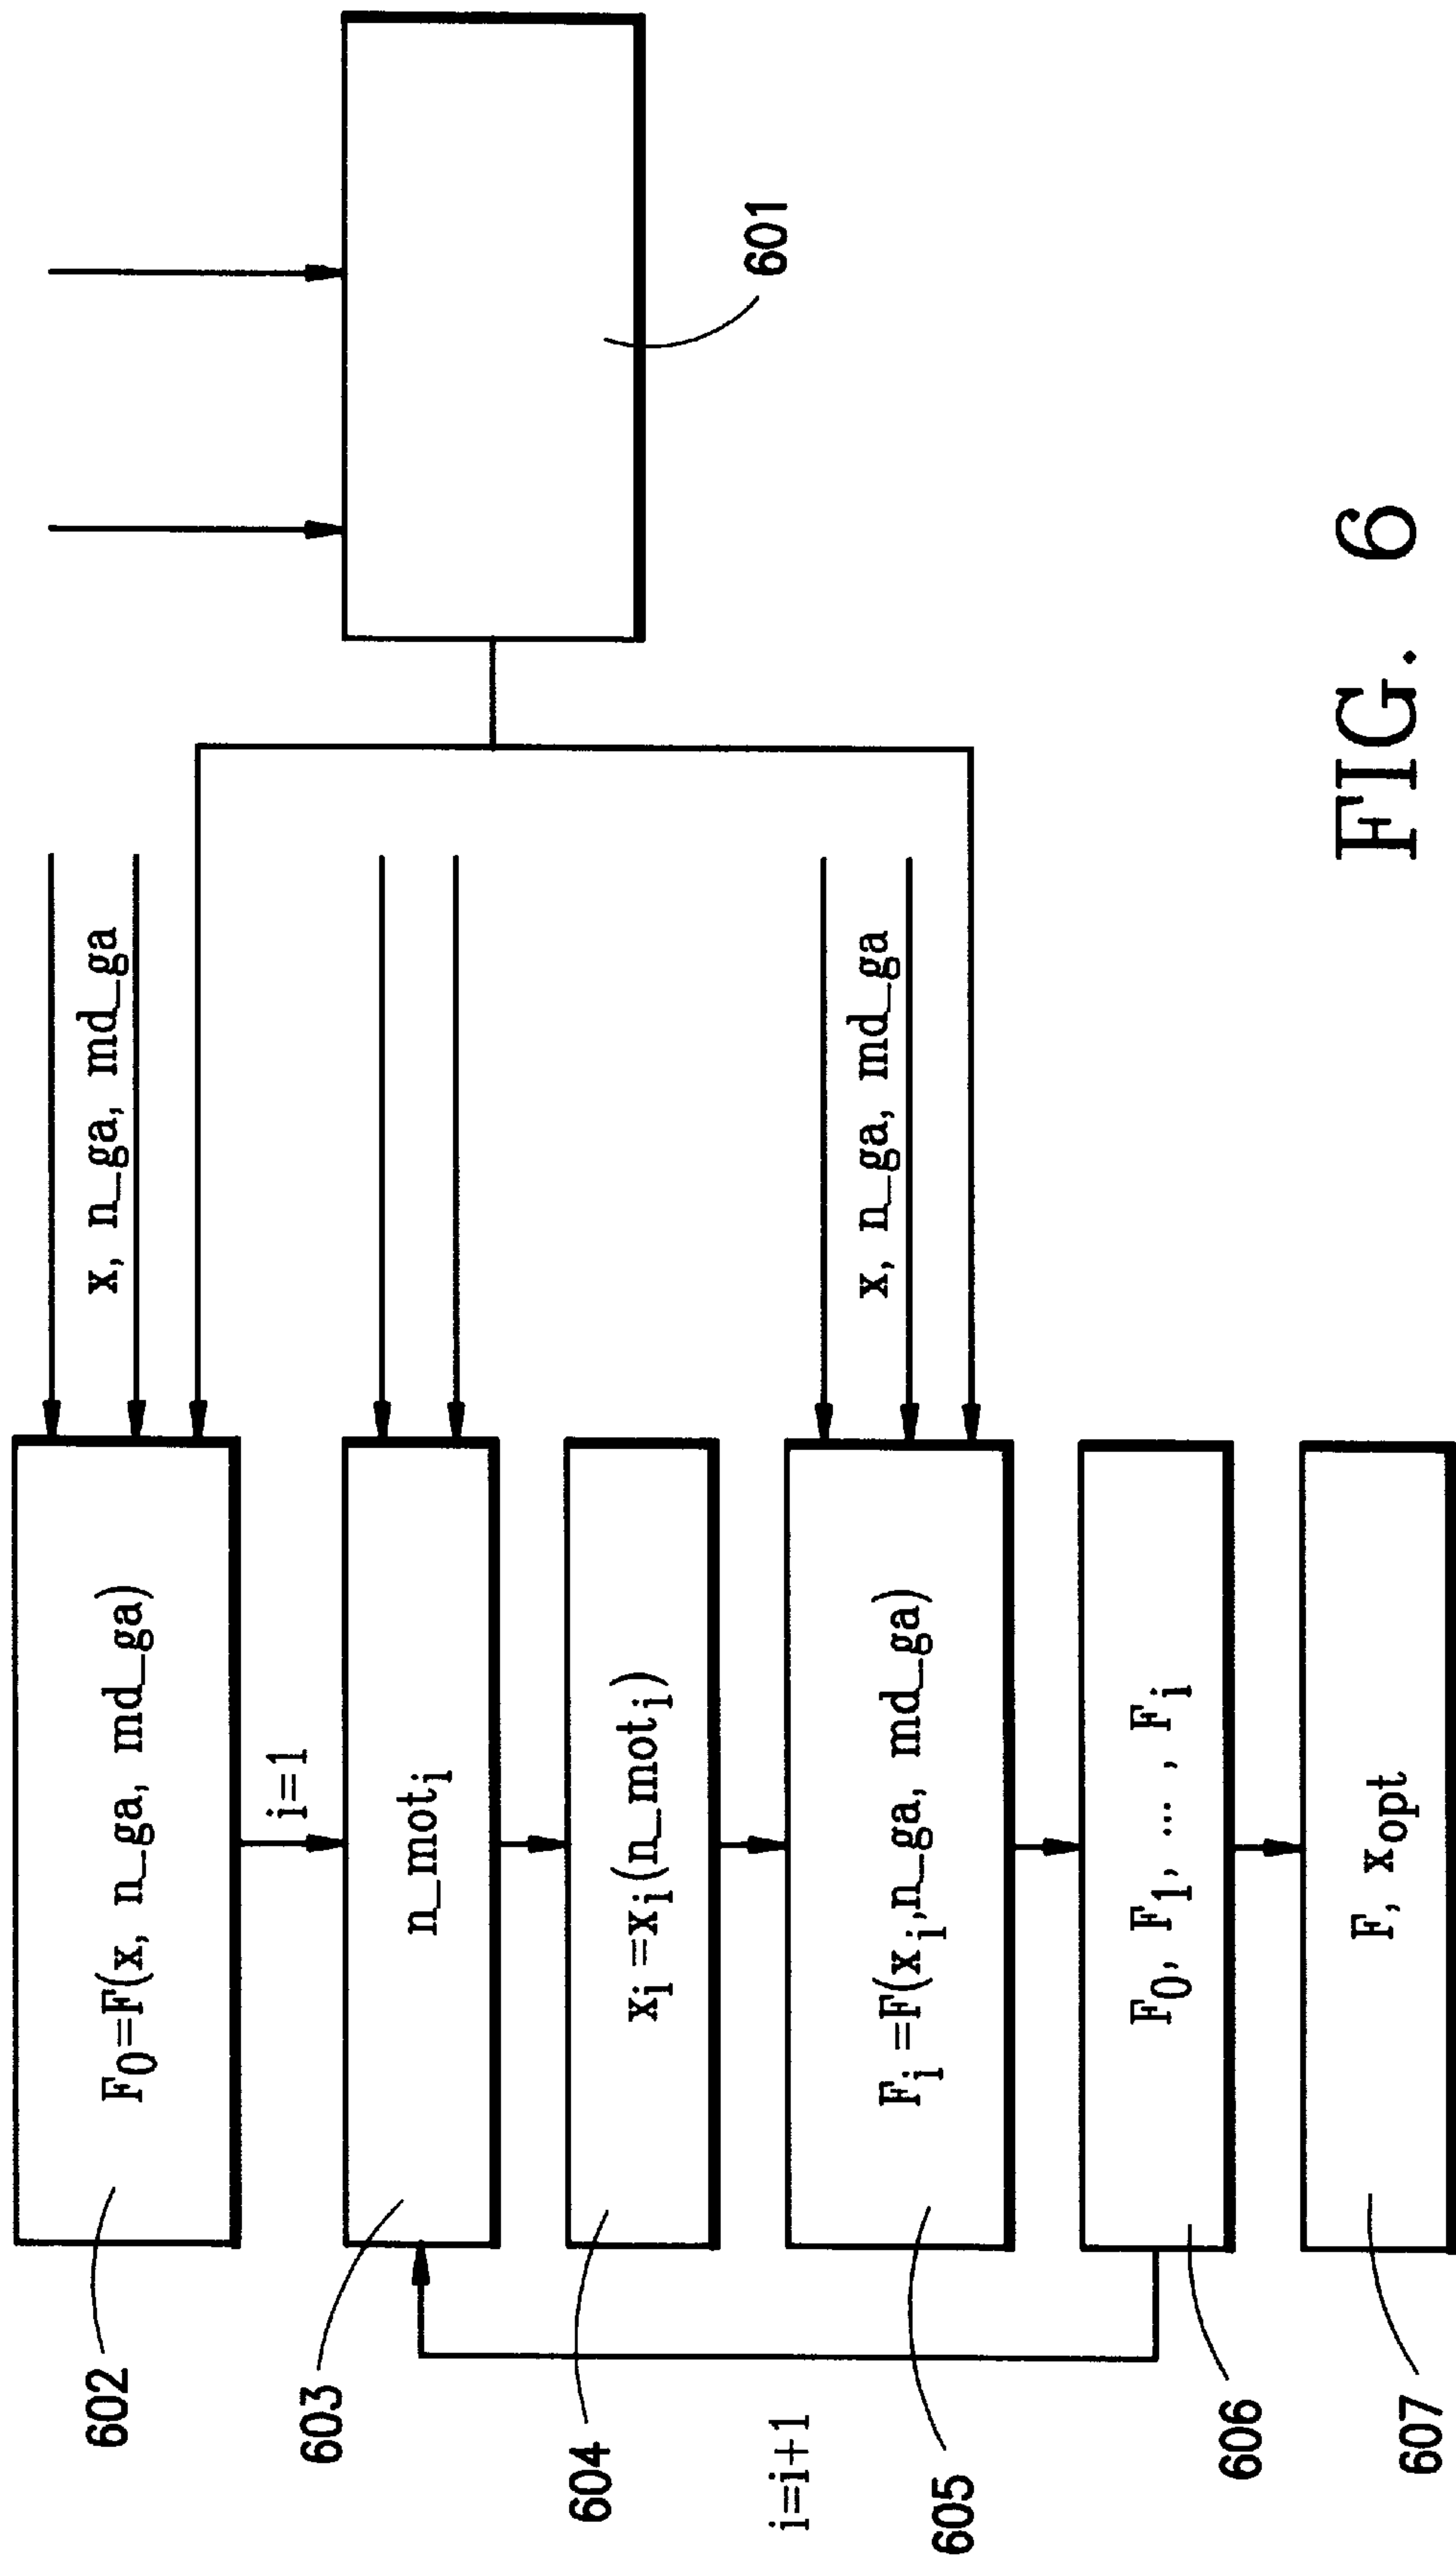 602
F0=F(x, n_ga, md_ga)
x, n_ga, md_ga
i=1
603
n_moti
604
xi=xi(n_moti)
601
i=i+1
605
Fi=F(xi,n_ga, md_ga)
x, n_ga, md_ga
606
F0, F1, ... , Fi
607
F, xopt
FIG. 6